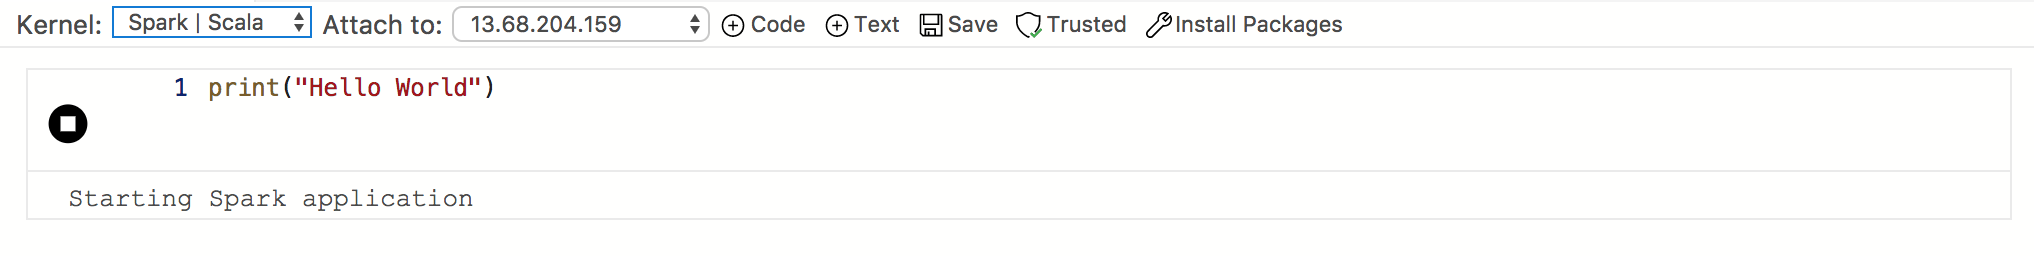 Kernel: Spark | Scala Attach to: 13.68.204.159 Code Text Save Trusted Install Packages
1 print("Hello World")
Starting Spark application